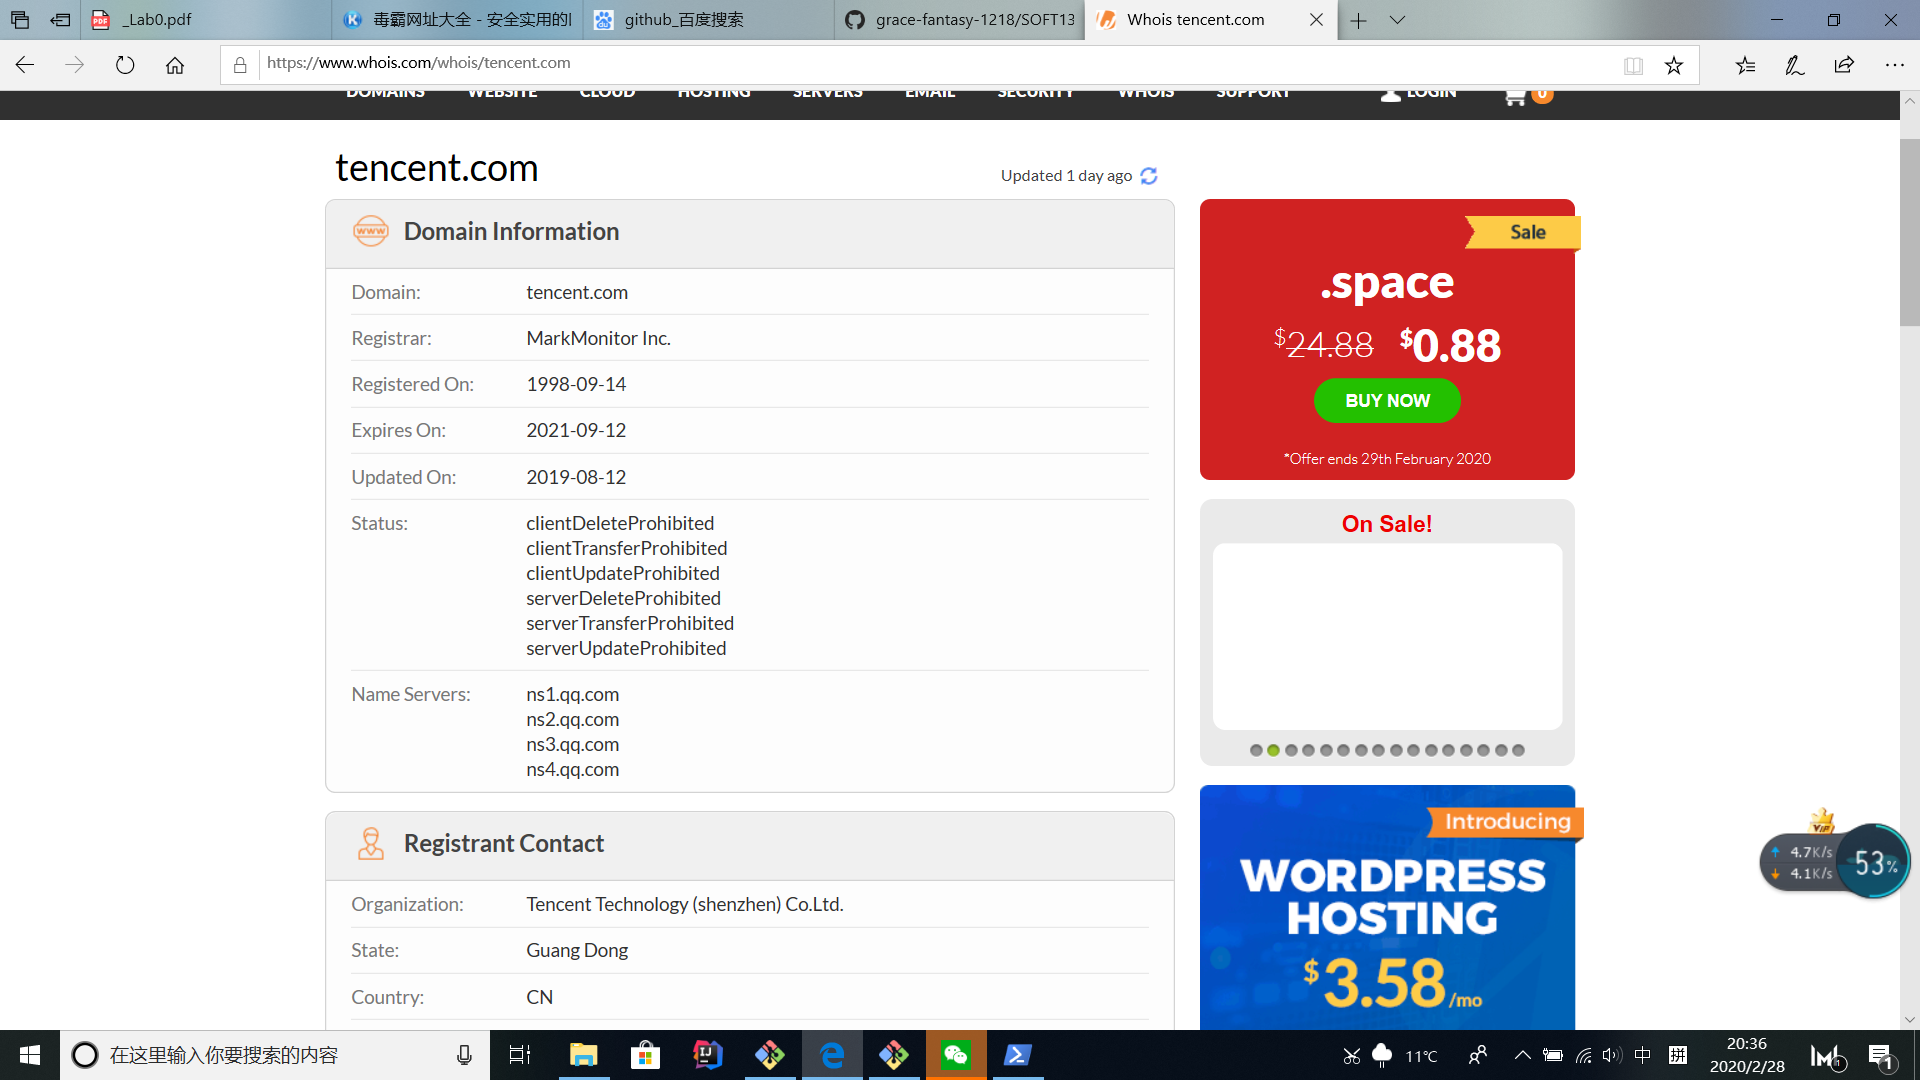 _Lab0.pdf
毒霸网址大全 - 安全实用的
github_百度搜索
grace-fantasy-1218/SOFT13
Whois tencent.com
https://www.whois.com/whois/tencent.com
DOMAINS WEBSITE CLOUD HOSTING SERVERS EMAIL SECURITY WHOIS SUPPORT LOGIN 0
tencent.com
Updated 1 day ago
www Domain Information
Domain: tencent.com
Registrar: MarkMonitor Inc.
Registered On: 1998-09-14
Expires On: 2021-09-12
Updated On: 2019-08-12
Status: clientDeleteProhibited
clientTransferProhibited
clientUpdateProhibited
serverDeleteProhibited
serverTransferProhibited
serverUpdateProhibited
Name Servers: ns1.qq.com
ns2.qq.com
ns3.qq.com
ns4.qq.com
Registrant Contact
Organization: Tencent Technology (shenzhen) Co.Ltd.
State: Guang Dong
Country: CN
Sale
.space
$24.88 $0.88
BUY NOW
*Offer ends 29th February 2020
On Sale!
Introducing
WORDPRESS
HOSTING
$3.58/mo
VIP
4.7K/s
4.1K/s
53%
在这里输入你要搜索的内容
11°C
中
拼
20:36
2020/2/28
1
1